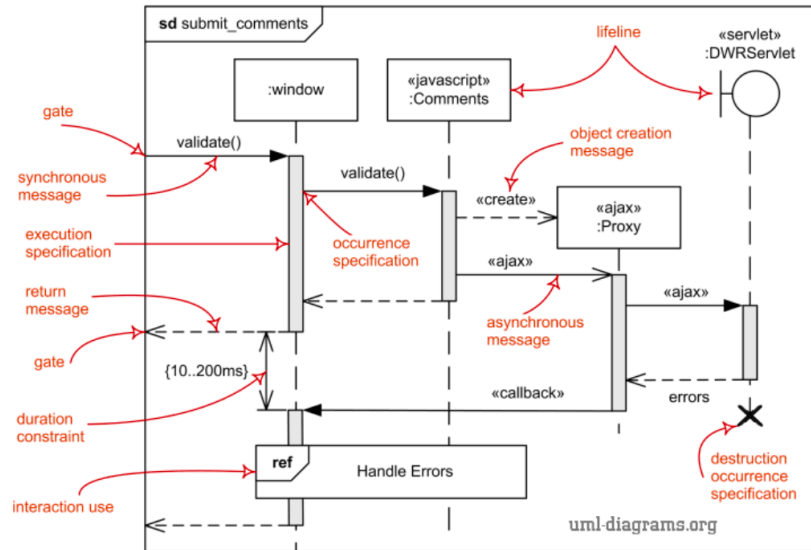 sd submit_comments
lifeline
«servlet»
:DWRServlet
:window
«javascript»
:Comments
gate
validate()
object creation
message
synchronous
message
validate()
«create»
«ajax»
:Proxy
execution
specification
occurrence
specification
«ajax»
return
message
«ajax»
asynchronous
message
gate
{10..200ms}
«callback»
errors
duration
constraint
ref
Handle Errors
destruction
occurrence
specification
interaction use
uml-diagrams.org